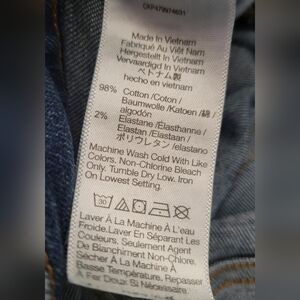 Made In Vietnam
Fabriqué Au Viêt Nam
Hergestellt In Vietnam
Vervaardigd In Vietnam
ベトナム製
hecho en vietnam
98% Cotton /Coton /
Baumwolle /Katoen /綿 /
algodón
2% Elastane /Élasthanne /
Elastan /Elastaan /
ポリウレタン /elastano
Machine Wash Cold With Like
Colors. Non-Chlorine Bleach
Only. Tumble Dry Low. Iron
On Lowest Setting.
30
Laver À La Machine À L'eau
Froide.Laver En Séparant Les
Couleurs. Seulement Agent
De Blanchiment Non-Chlore.
Sécher À La Machine À
Basse Température. Repasser
À Fer Doux Si Nécessaire.